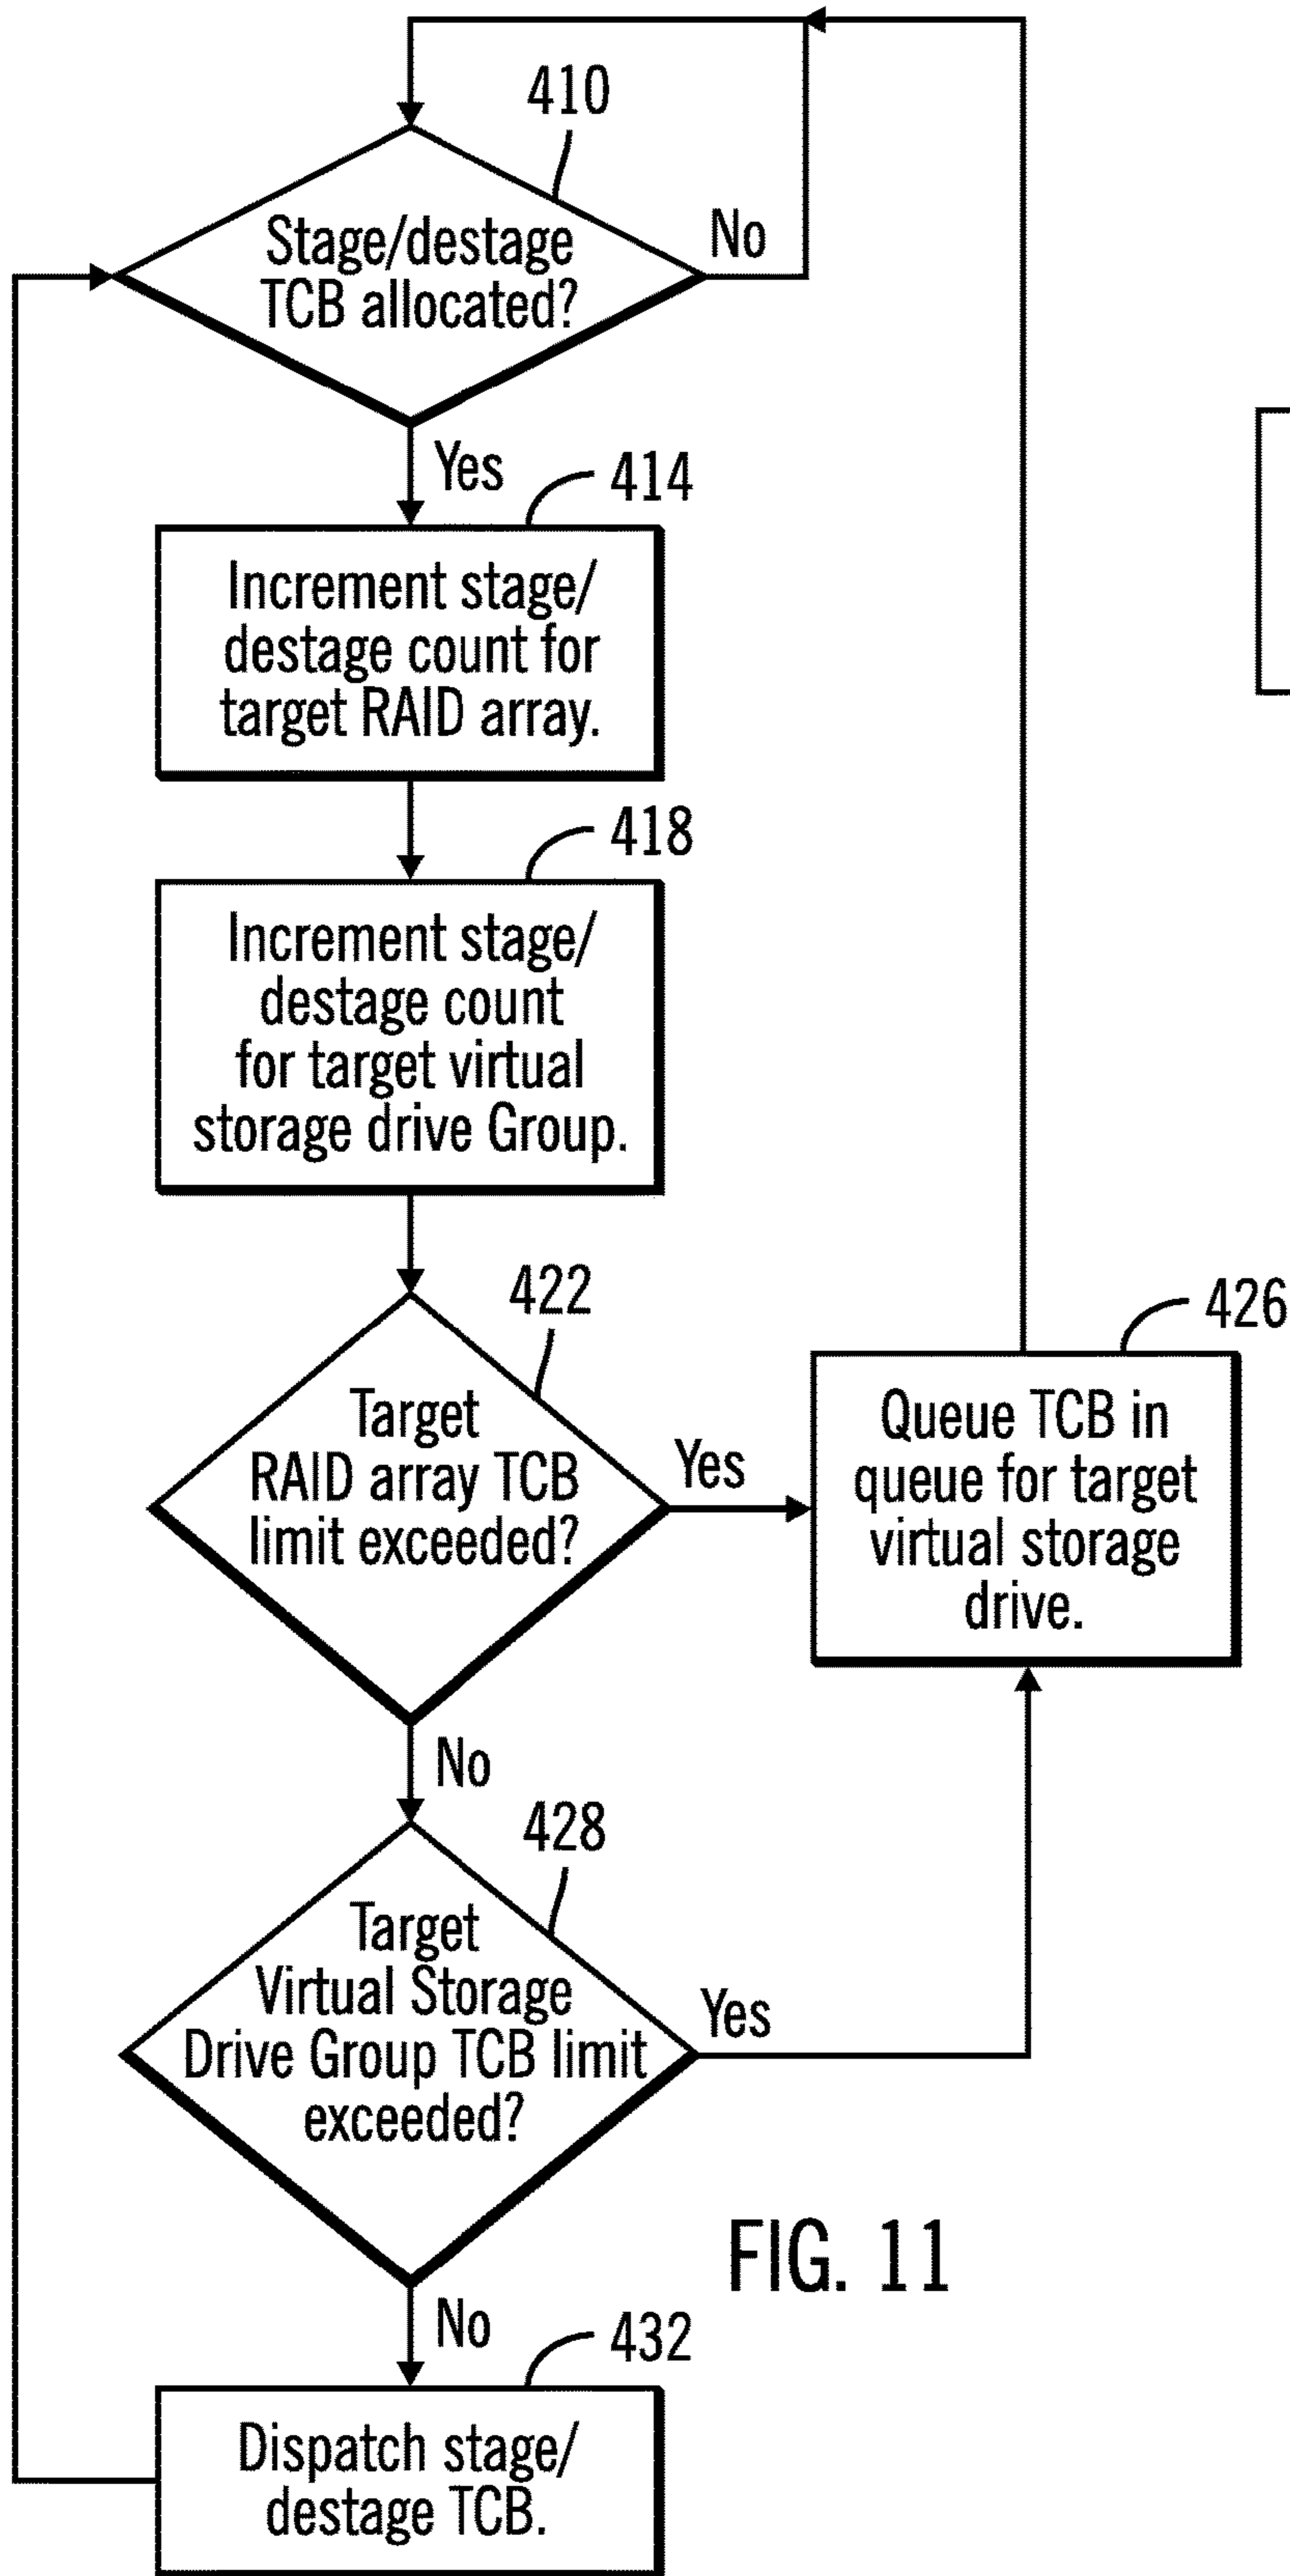 410
Stage/destage
TCB allocated?
No
Yes
414
Increment stage/
destage count for
target RAID array.
418
Increment stage/
destage count
for target virtual
storage drive Group.
422
Target
RAID array TCB
limit exceeded?
Yes
426
Queue TCB in
queue for target
virtual storage
drive.
No
428
Target
Virtual Storage
Drive Group TCB limit
exceeded?
Yes
FIG. 11
No
432
Dispatch stage/
destage TCB.